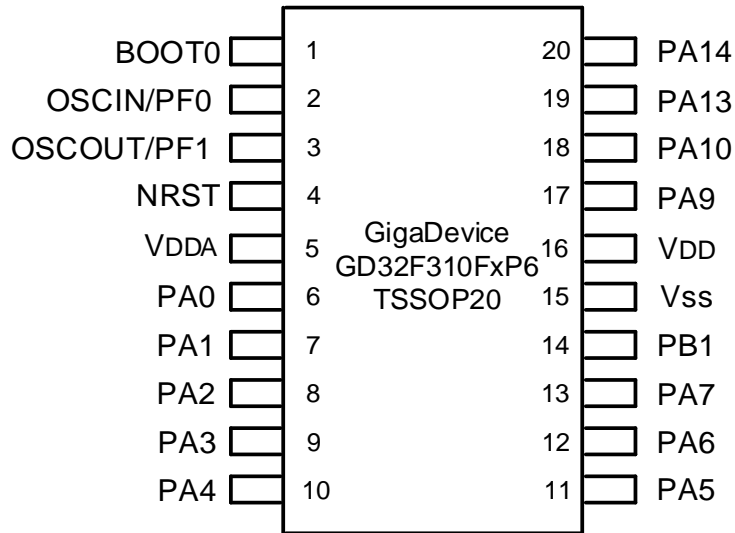 BOOT0 1 20 PA14
OSCIN/PF0 2 19 PA13
OSCOUT/PF1 3 18 PA10
NRST 4 17 PA9
VDDA 5 GigaDevice 16 VDD
GD32F310FxP6
PA0 6 TSSOP20 15 Vss
PA1 7 14 PB1
PA2 8 13 PA7
PA3 9 12 PA6
PA4 10 11 PA5